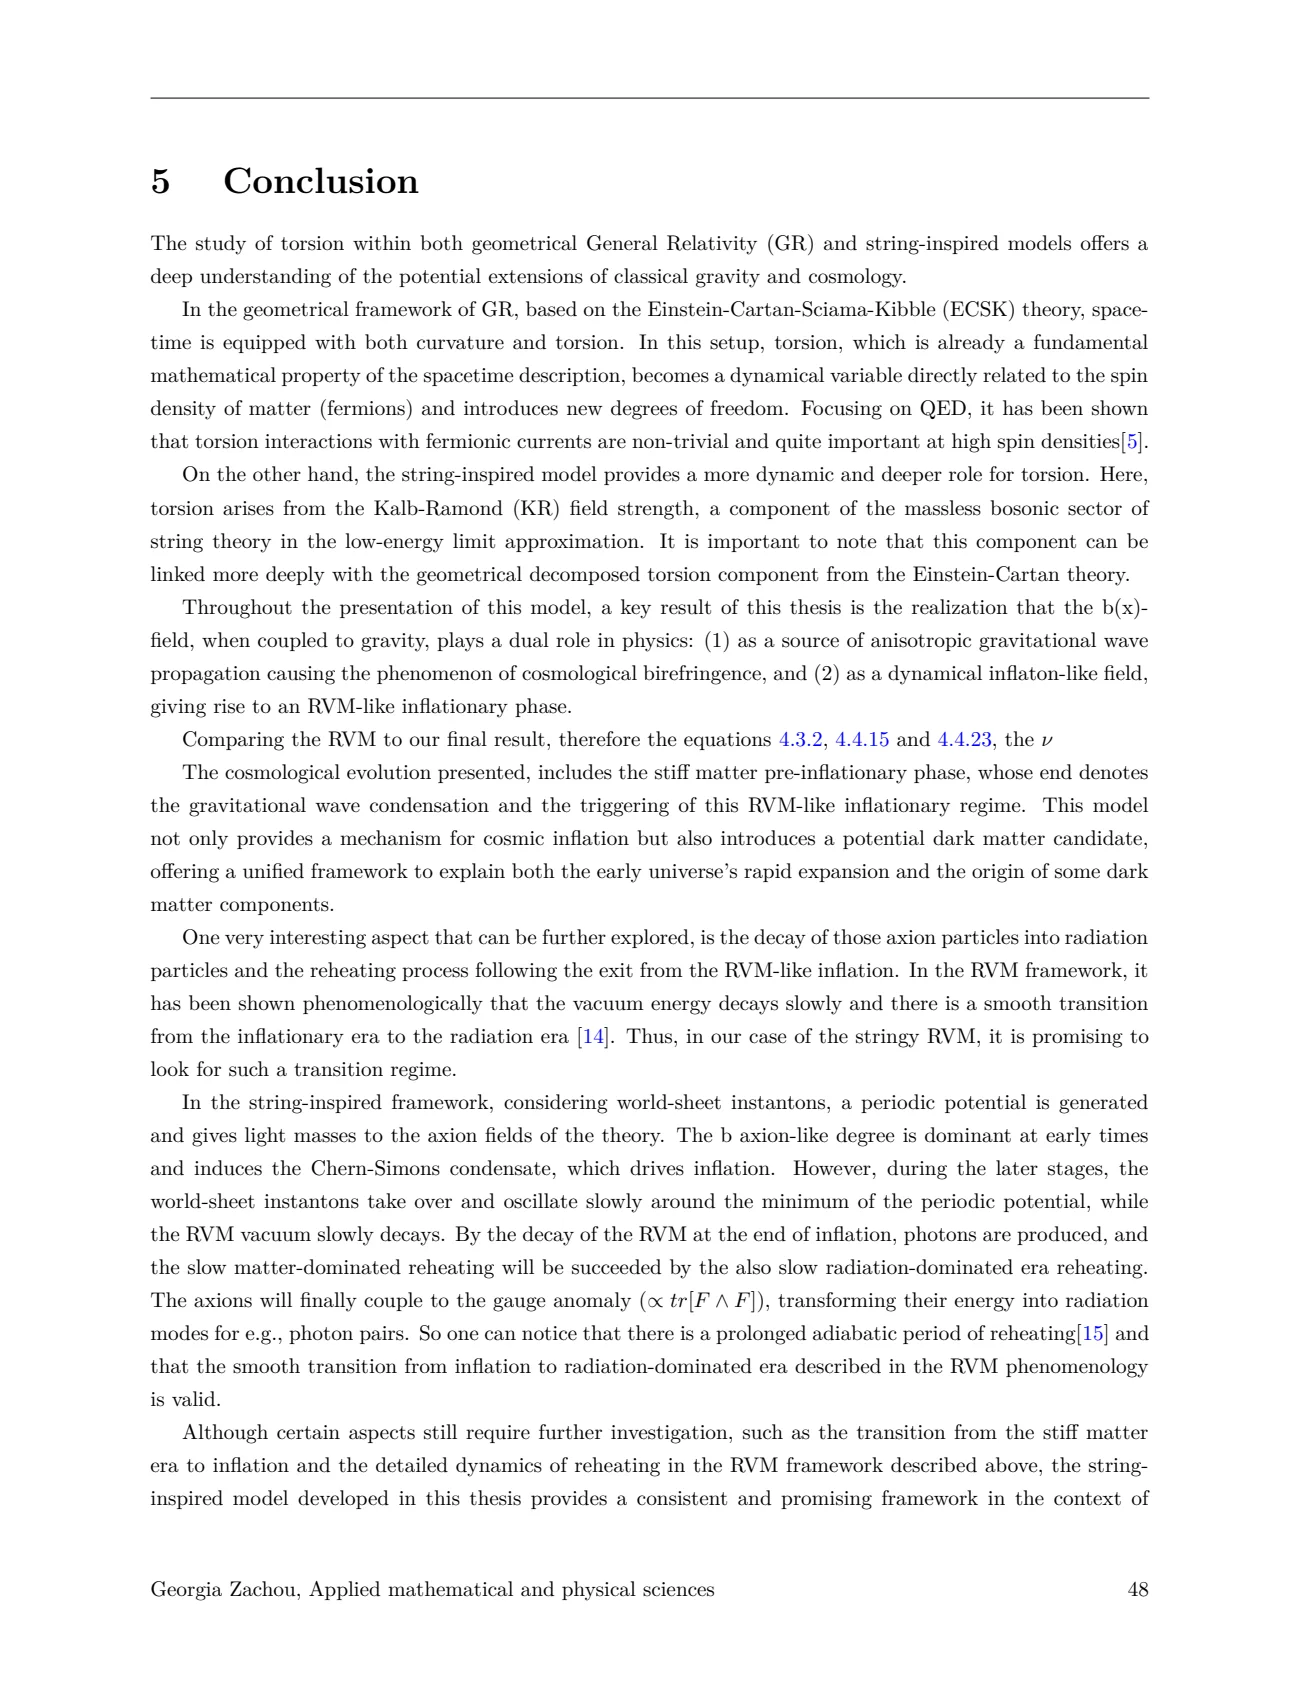 5 Conclusion
The study of torsion within both geometrical General Relativity (GR) and string-inspired models offers a
deep understanding of the potential extensions of classical gravity and cosmology.
In the geometrical framework of GR, based on the Einstein-Cartan-Sciama-Kibble (ECSK) theory, space-
time is equipped with both curvature and torsion. In this setup, torsion, which is already a fundamental
mathematical property of the spacetime description, becomes a dynamical variable directly related to the spin
density of matter (fermions) and introduces new degrees of freedom. Focusing on QED, it has been shown
that torsion interactions with fermionic currents are non-trivial and quite important at high spin densities[5].
On the other hand, the string-inspired model provides a more dynamic and deeper role for torsion. Here,
torsion arises from the Kalb-Ramond (KR) field strength, a component of the massless bosonic sector of
string theory in the low-energy limit approximation. It is important to note that this component can be
linked more deeply with the geometrical decomposed torsion component from the Einstein-Cartan theory.
Throughout the presentation of this model, a key result of this thesis is the realization that the b(x)-
field, when coupled to gravity, plays a dual role in physics: (1) as a source of anisotropic gravitational wave
propagation causing the phenomenon of cosmological birefringence, and (2) as a dynamical inflaton-like field,
giving rise to an RVM-like inflationary phase.
Comparing the RVM to our final result, therefore the equations 4.3.2, 4.4.15 and 4.4.23, the ν
The cosmological evolution presented, includes the stiff matter pre-inflationary phase, whose end denotes
the gravitational wave condensation and the triggering of this RVM-like inflationary regime. This model
not only provides a mechanism for cosmic inflation but also introduces a potential dark matter candidate,
offering a unified framework to explain both the early universe's rapid expansion and the origin of some dark
matter components.
One very interesting aspect that can be further explored, is the decay of those axion particles into radiation
particles and the reheating process following the exit from the RVM-like inflation. In the RVM framework, it
has been shown phenomenologically that the vacuum energy decays slowly and there is a smooth transition
from the inflationary era to the radiation era [14]. Thus, in our case of the stringy RVM, it is promising to
look for such a transition regime.
In the string-inspired framework, considering world-sheet instantons, a periodic potential is generated
and gives light masses to the axion fields of the theory. The b axion-like degree is dominant at early times
and induces the Chern-Simons condensate, which drives inflation. However, during the later stages, the
world-sheet instantons take over and oscillate slowly around the minimum of the periodic potential, while
the RVM vacuum slowly decays. By the decay of the RVM at the end of inflation, photons are produced, and
the slow matter-dominated reheating will be succeeded by the also slow radiation-dominated era reheating.
The axions will finally couple to the gauge anomaly (∝ tr[F ∧ F]), transforming their energy into radiation
modes for e.g., photon pairs. So one can notice that there is a prolonged adiabatic period of reheating[15] and
that the smooth transition from inflation to radiation-dominated era described in the RVM phenomenology
is valid.
Although certain aspects still require further investigation, such as the transition from the stiff matter
era to inflation and the detailed dynamics of reheating in the RVM framework described above, the string-
inspired model developed in this thesis provides a consistent and promising framework in the context of
Georgia Zachou, Applied mathematical and physical sciences 48